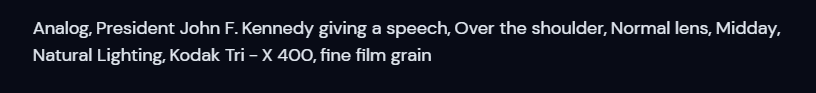 Analog, President John F. Kennedy giving a speech, Over the shoulder, Normal lens, Midday,
Natural Lighting, Kodak Tri – X 400, fine film grain